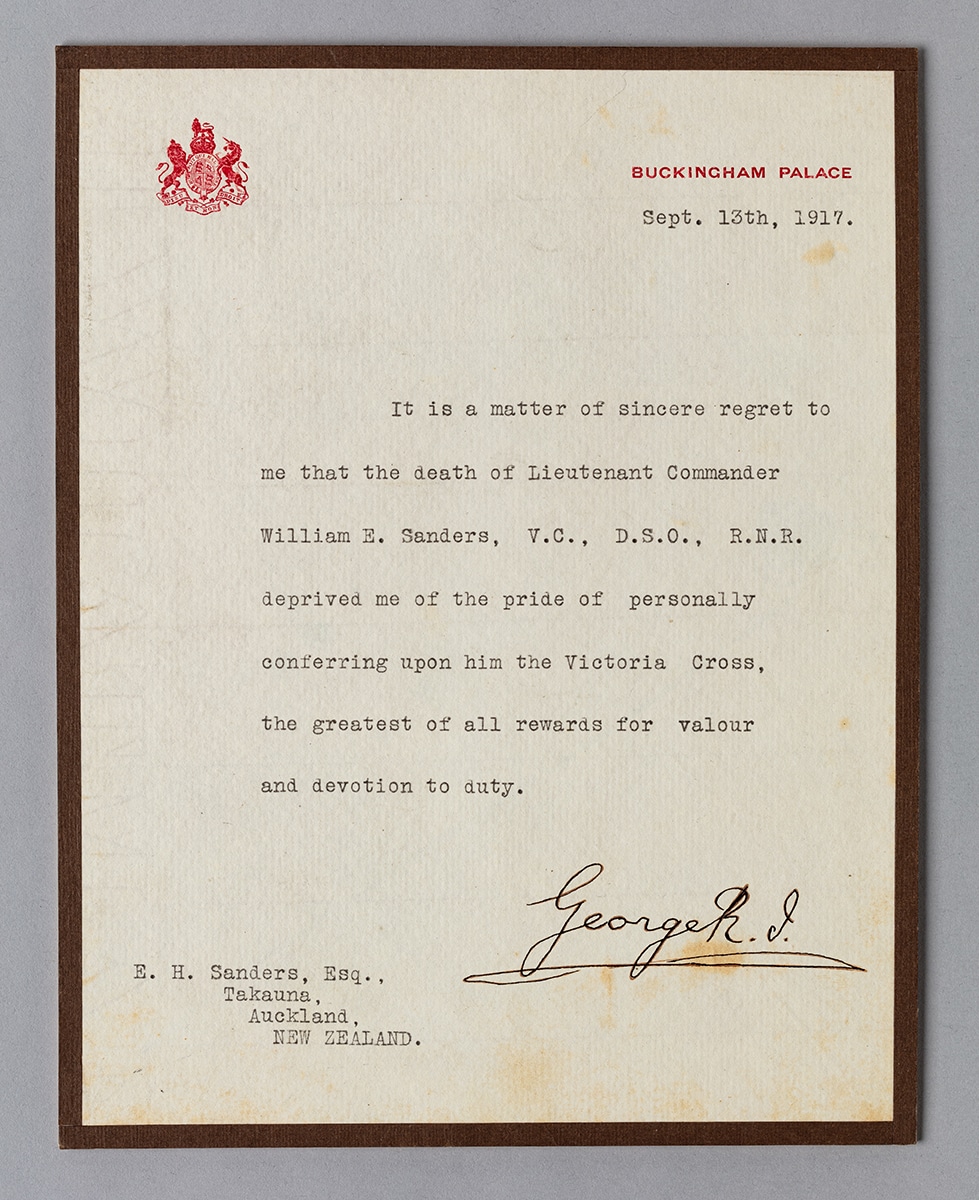 BUCKINGHAM PALACE
Sept. 13th, 1917.
It is a matter of sincere regret to
me that the death of Lieutenant Commander
William E. Sanders, V.C., D.S.O., R.N.R.
deprived me of the pride of personally
conferring upon him the Victoria Cross,
the greatest of all rewards for valour
and devotion to duty.
George R. I.
E. H. Sanders, Esq.,
Takauna,
Auckland,
NEW ZEALAND.